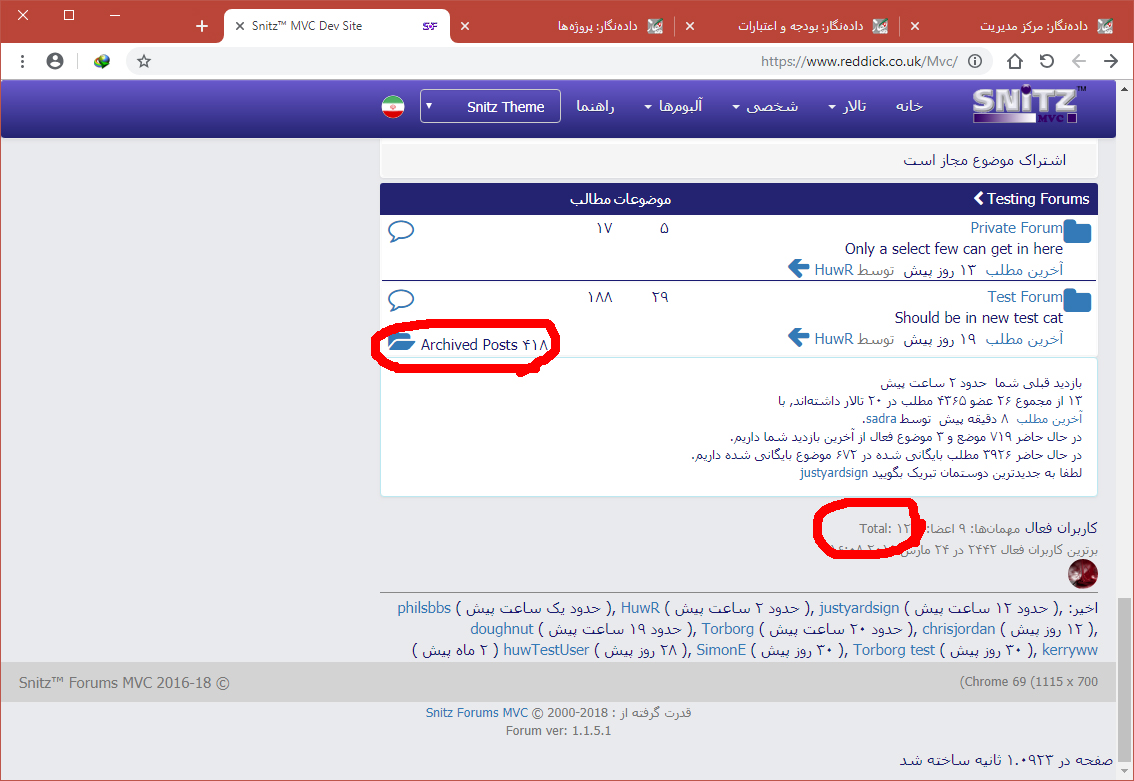 Snitz™ MVC Dev Site
داده‌نگار: پروژه‌ها
داده‌نگار: بودجه و اعتبارات
داده‌نگار: مرکز مدیریت
https://www.reddick.co.uk/Mvc/
SNITZ™ MVC
خانه
تالار
شخصی
آلبوم‌ها
راهنما
Snitz Theme
اشتراک موضوع مجاز است
Testing Forums موضوعات مطالب
Private Forum ۵ ۱۷
Only a select few can get in here
آخرین مطلب ۱۳ روز پیش توسط HuwR
Test Forum ۲۹ ۱۸۸
Should be in new test cat
آخرین مطلب ۱۹ روز پیش توسط HuwR
Archived Posts ۴۱۸
بازدید قبلی شما حدود ۲ ساعت پیش
۱۳ از مجموع ۲۶ عضو ۴۳۶۵ مطلب در ۲۰ تالار داشته‌اند, با
آخرین مطلب ۸ دقیقه پیش توسط sadra.
در حال حاضر ۷۱۹ موضع و ۳ موضوع فعال از آخرین بازدید شما داریم.
در حال حاضر ۳۹۲۶ مطلب بایگانی شده در ۶۷۲ موضوع بایگانی شده داریم.
لطفا به جدیدترین دوستمان تبریک بگویید justyardsign
کاربران فعال مهمان‌ها: ۹ اعضا: Total: ۱۲
برترین کاربران فعال ۲۴۴۲ در ۲۴ مارس
اخیر: ,( حدود ۱۲ ساعت پیش ) justyardsign ,( حدود ۲ ساعت پیش ) HuwR ,( حدود یک ساعت پیش ) philsbbs
,( ۱۲ روز پیش ) chrisjordan ,( حدود ۲۰ ساعت پیش ) Torborg ,( حدود ۱۹ ساعت پیش ) doughnut
kerryww ,( ۳۰ روز پیش ) Torborg test ,( ۳۰ روز پیش ) SimonE ,( ۲۸ روز پیش ) huwTestUser ( ۲ ماه پیش )
Snitz™ Forums MVC 2016-18 ©
(Chrome 69 (1115 x 700
قدرت گرفته از : Snitz Forums MVC © 2000-2018
Forum ver: 1.1.5.1
صفحه در ۱.۰۹۲۳ ثانیه ساخته شد